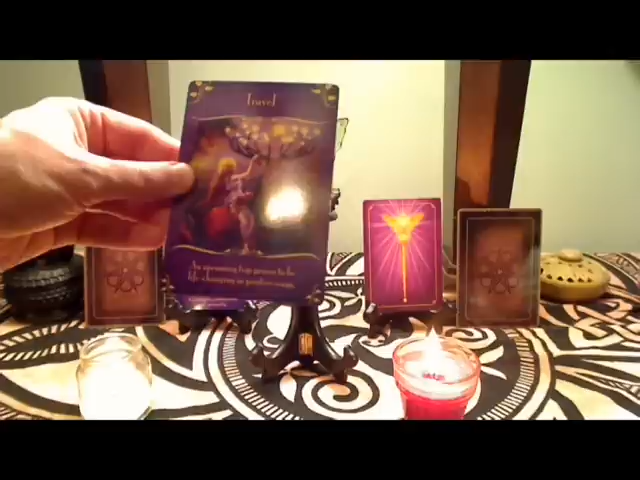 Travel
An upcoming trip proves to be
life-changing in positive ways.